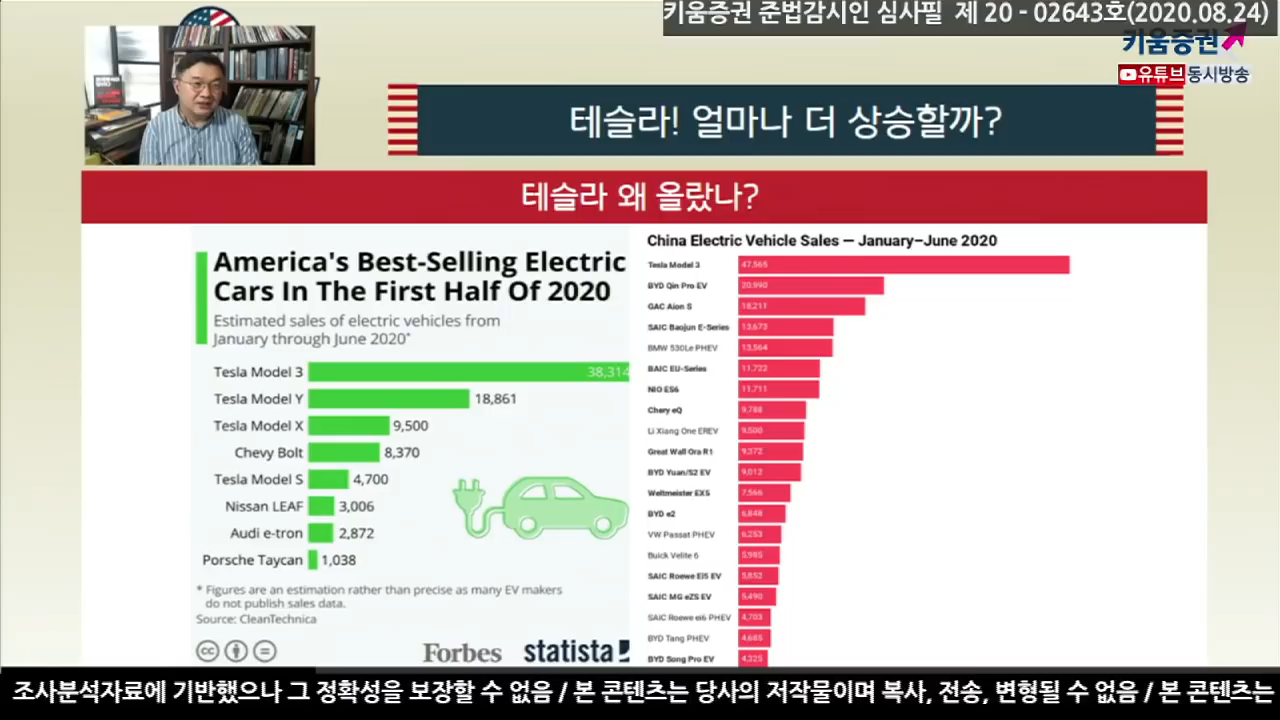 키움증권 준법감시인 심사필 제 20 - 02643호(2020.08.24)
키움증권
유튜브 동시방송
테슬라! 얼마나 더 상승할까?
테슬라 왜 올랐나?
America's Best-Selling Electric
Cars In The First Half Of 2020
Estimated sales of electric vehicles from
January through June 2020*
Tesla Model 3 38,314
Tesla Model Y 18,861
Tesla Model X 9,500
Chevy Bolt 8,370
Tesla Model S 4,700
Nissan LEAF 3,006
Audi e-tron 2,872
Porsche Taycan 1,038
* Figures are an estimation rather than precise as many EV makers
do not publish sales data.
Source: CleanTechnica
cc
Forbes statista
China Electric Vehicle Sales — January–June 2020
Tesla Model 3 47,565
BYD Qin Pro EV 20,990
GAC Aion S 18,211
SAIC Baojun E-Series 13,673
BMW 530Le PHEV 13,564
BAIC EU-Series 11,722
NIO ES6 11,711
Chery eQ 9,788
Li Xiang One EREV 9,500
Great Wall Ora R1 9,372
BYD Yuan/S2 EV 9,012
Weltmeister EX5 7,566
BYD e2 6,848
VW Passat PHEV 6,253
Buick Velite 6 5,985
SAIC Roewe Ei5 EV 5,852
SAIC MG eZS EV 5,490
SAIC Roewe ei6 PHEV 4,703
BYD Tang PHEV 4,685
BYD Song Pro EV 4,325
조사분석자료에 기반했으나 그 정확성을 보장할 수 없음 / 본 콘텐츠는 당사의 저작물이며 복사, 전송, 변형될 수 없음 / 본 콘텐츠는